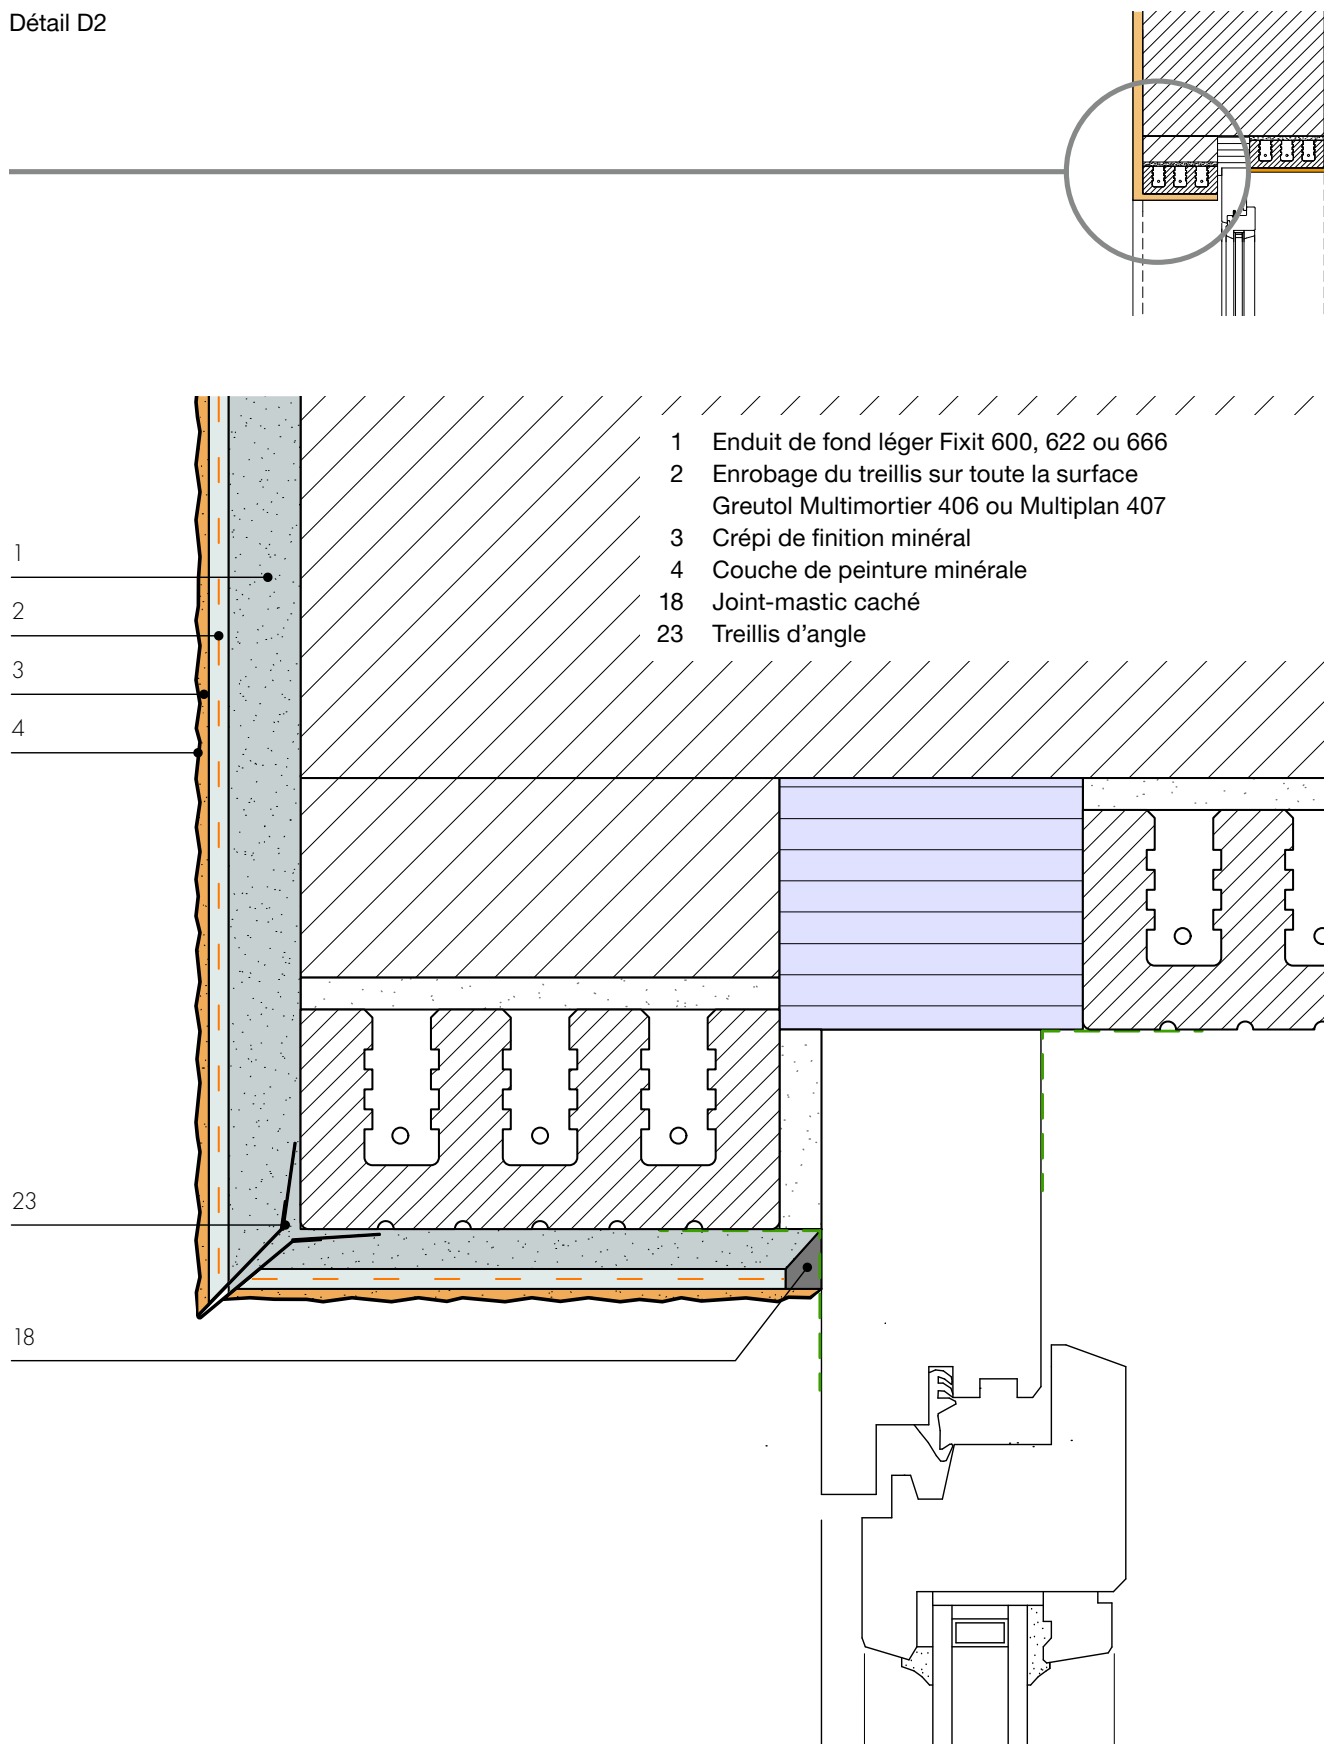 Détail D2
1 Enduit de fond léger Fixit 600, 622 ou 666
2 Enrobage du treillis sur toute la surface
Greutol Multimortier 406 ou Multiplan 407
3 Crépi de finition minéral
4 Couche de peinture minérale
18 Joint-mastic caché
23 Treillis d’angle
1
2
3
4
23
18